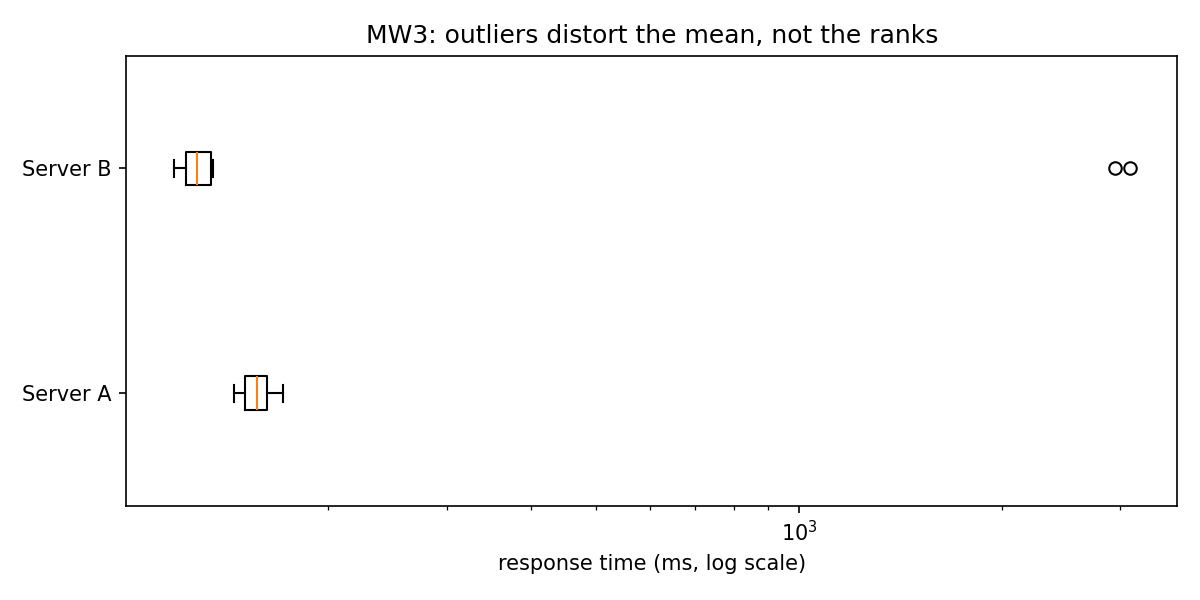 MW3: outliers distort the mean, not the ranks
Server B
Server A
10³
response time (ms, log scale)